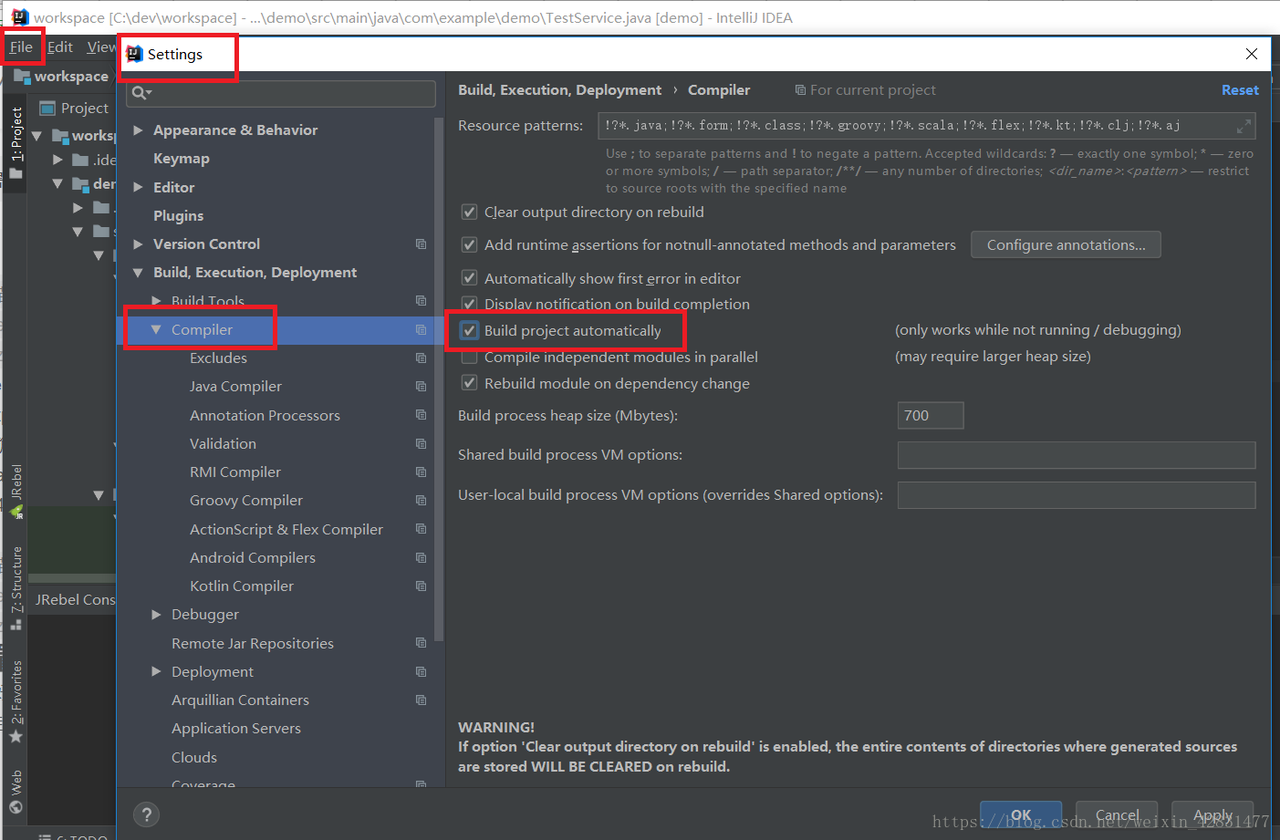 workspace [C:\dev\workspace] - ...\demo\src\main\java\com\example\demo\TestService.java [demo] - IntelliJ IDEA
File Edit View
Settings
workspace
Project
1: Project
works
.ide
der
JRebel
7: Structure
JRebel Cons
2: Favorites
Web
6: TODO
Appearance & Behavior
Keymap
Editor
Plugins
Version Control
Build, Execution, Deployment
Build Tools
Compiler
Excludes
Java Compiler
Annotation Processors
Validation
RMI Compiler
Groovy Compiler
ActionScript & Flex Compiler
Android Compilers
Kotlin Compiler
Debugger
Remote Jar Repositories
Deployment
Arquillian Containers
Application Servers
Clouds
Coverage
Build, Execution, Deployment › Compiler For current project Reset
Resource patterns: !?*.java;!?*.form;!?*.class;!?*.groovy;!?*.scala;!?*.flex;!?*.kt;!?*.clj;!?*.aj
Use ; to separate patterns and ! to negate a pattern. Accepted wildcards: ? — exactly one symbol; * — zero
or more symbols; / — path separator; /**/ — any number of directories; <dir_name>:<pattern> — restrict
to source roots with the specified name
Clear output directory on rebuild
Add runtime assertions for notnull-annotated methods and parameters Configure annotations...
Automatically show first error in editor
Display notification on build completion
Build project automatically (only works while not running / debugging)
Compile independent modules in parallel (may require larger heap size)
Rebuild module on dependency change
Build process heap size (Mbytes): 700
Shared build process VM options:
User-local build process VM options (overrides Shared options):
WARNING!
If option 'Clear output directory on rebuild' is enabled, the entire contents of directories where generated sources
are stored WILL BE CLEARED on rebuild.
? OK Cancel Apply